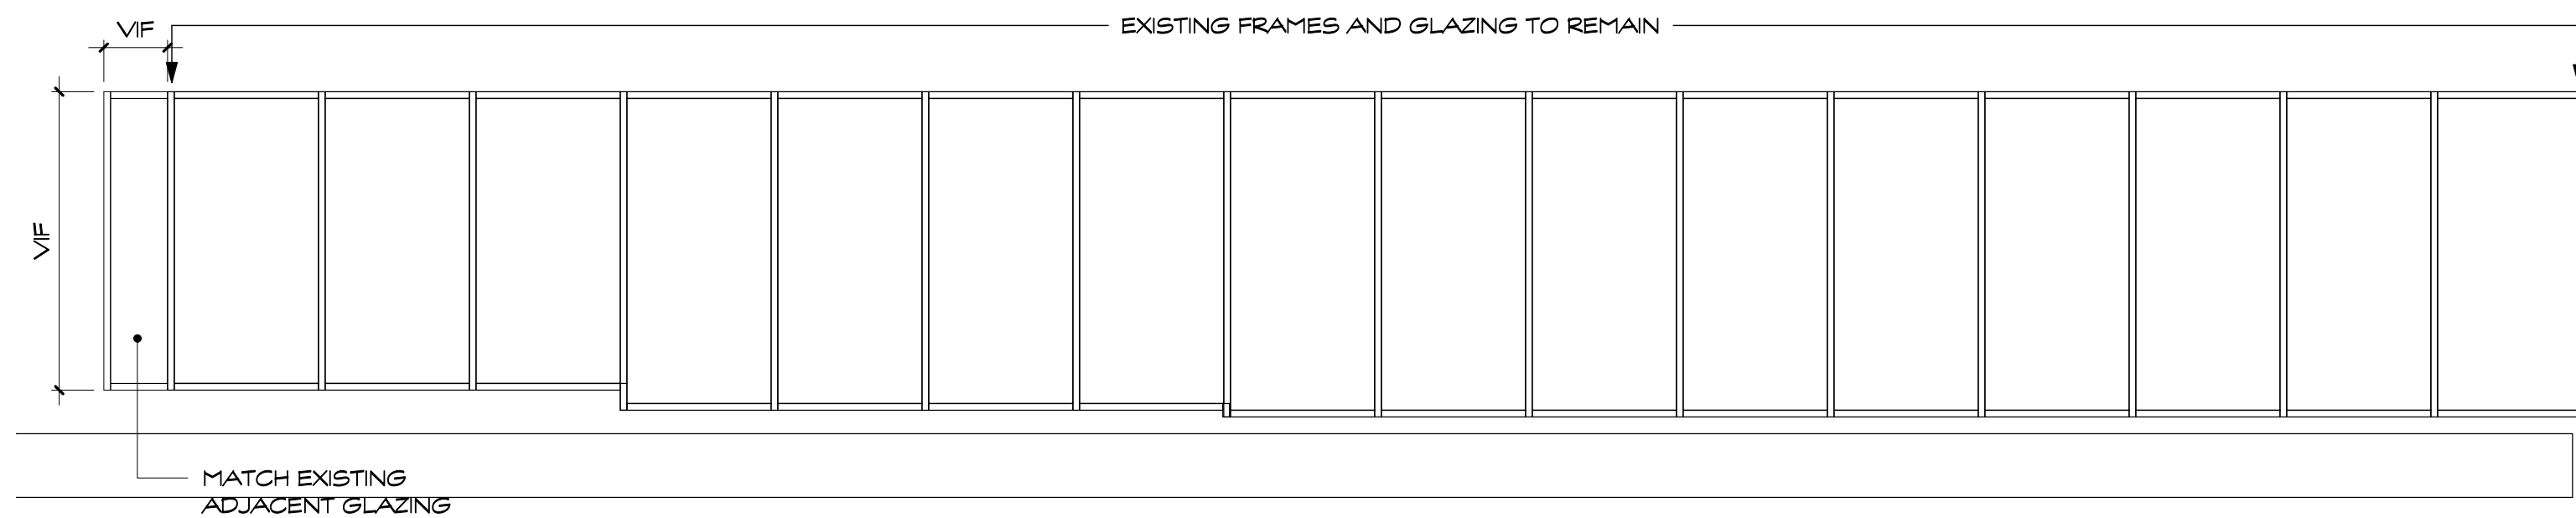 VIF
EXISTING FRAMES AND GLAZING TO REMAIN
VIF
MATCH EXISTING
ADJACENT GLAZING